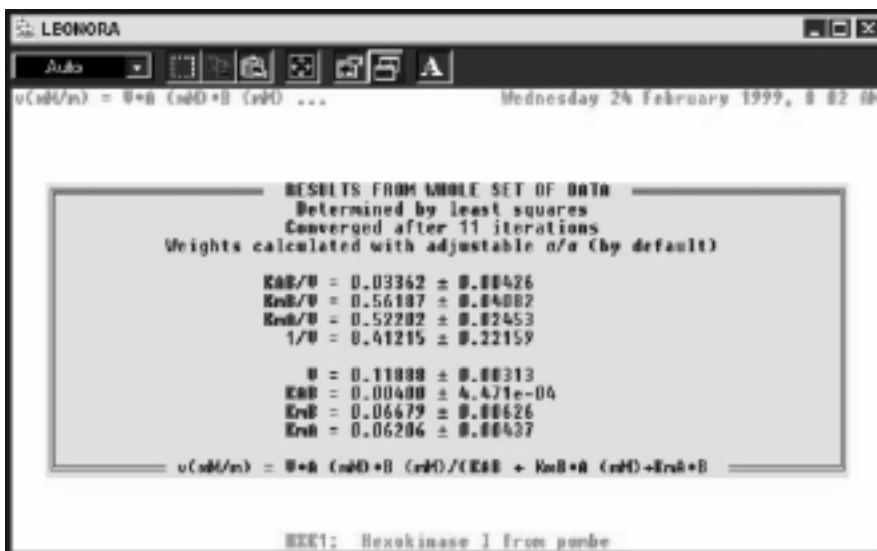 LEONORA
Auto
A
v(mM/m) = V*A (mM)*B (mM) ... Wednesday 24 February 1999, 02
RESULTS FROM WHOLE SET OF DATA
Determined by least squares
Converged after 11 iterations
Weights calculated with adjustable σ/σ (by default)
KAB/V = 0.03362 ± 0.00426
KmB/V = 0.56187 ± 0.04082
KmA/V = 0.52202 ± 0.02453
1/V = 8.41215 ± 0.22159
V = 0.11888 ± 0.00313
KAB = 0.00400 ± 4.471e-04
KmB = 0.06679 ± 0.00626
KmA = 0.06206 ± 0.00437
v(mM/m) = V*A (mM)*B (mM)/(KAB + KmB*A (mM)+KmA*B
Hexokinase I from pombe